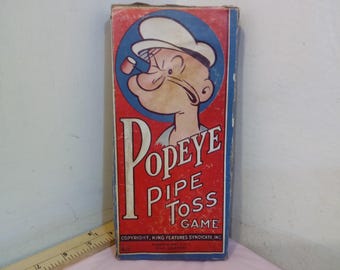 POPEYE
PIPE
TOSS
GAME
COPYRIGHT, KING FEATURES SYNDICATE, INC.